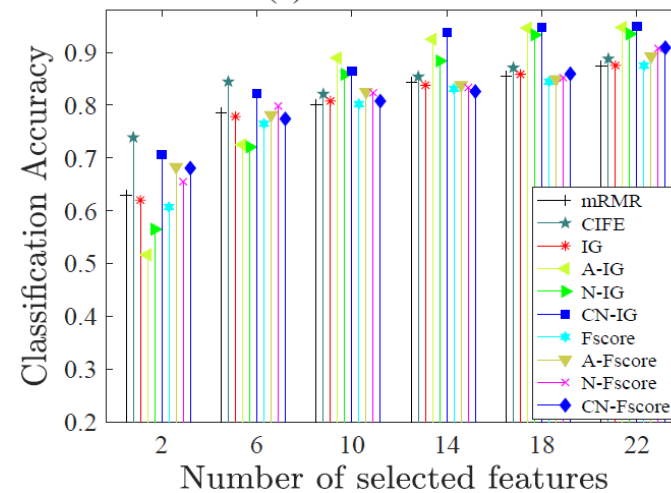 Classification Accuracy
0.9
0.8
0.7
0.6
0.5
0.4
0.3
0.2
mRMR
CIFE
IG
A-IG
N-IG
CN-IG
Fscore
A-Fscore
N-Fscore
CN-Fscore
2 6 10 14 18 22
Number of selected features